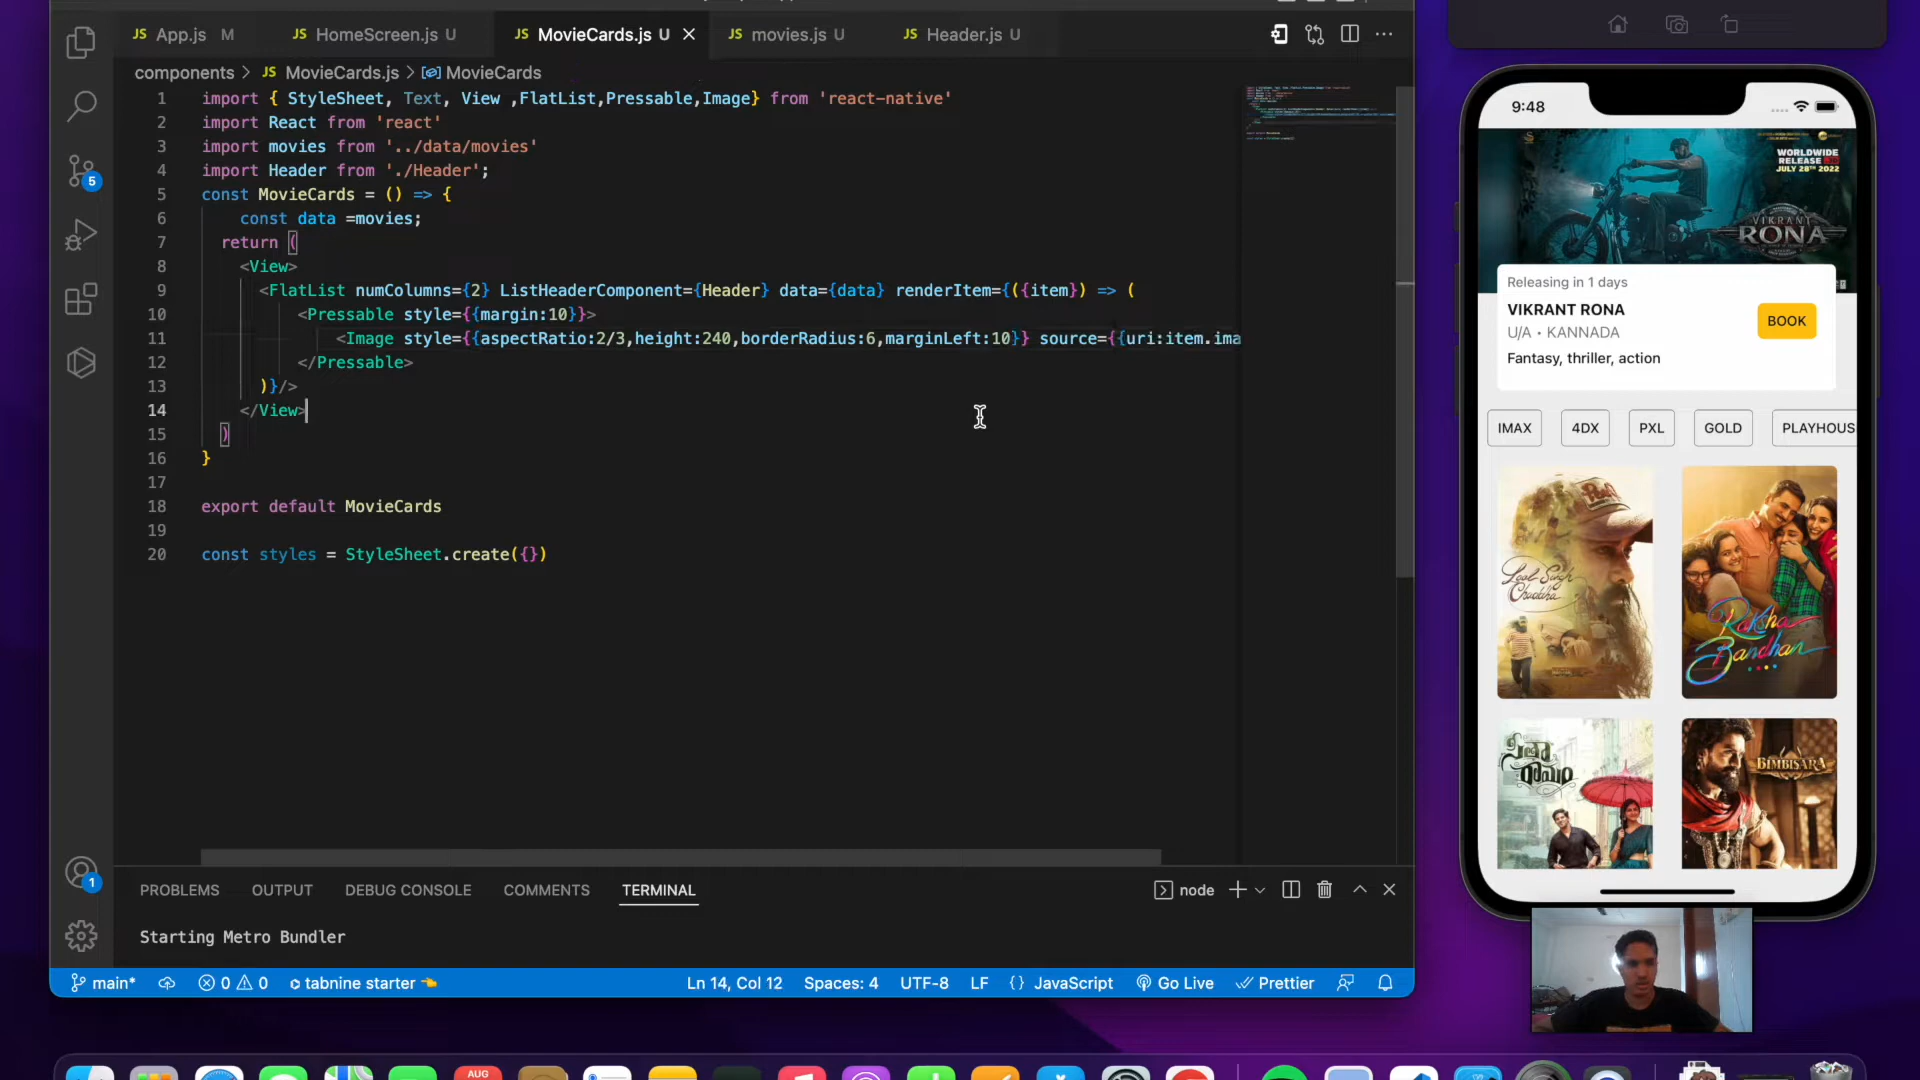 JS App.js M JS HomeScreen.js U JS MovieCards.js U JS movies.js U JS Header.js U
components > JS MovieCards.js > MovieCards
1 import { StyleSheet, Text, View ,FlatList,Pressable,Image} from 'react-native'
2 import React from 'react'
3 import movies from '../data/movies'
4 import Header from './Header';
5 const MovieCards = () => {
6 const data =movies;
7 return (
8 <View>
9 <FlatList numColumns={2} ListHeaderComponent={Header} data={data} renderItem={({item}) => (
10 <Pressable style={{margin:10}}>
11 <Image style={{aspectRatio:2/3,height:240,borderRadius:6,marginLeft:10}} source={{uri:item.ima
12 </Pressable>
13 )}/>
14 </View>
15 )
16 }
17
18 export default MovieCards
19
20 const styles = StyleSheet.create({})
5
1
PROBLEMS OUTPUT DEBUG CONSOLE COMMENTS TERMINAL node
Starting Metro Bundler
main* 0 0 tabnine starter Ln 14, Col 12 Spaces: 4 UTF-8 LF {} JavaScript Go Live Prettier
9:48
WORLDWIDE
RELEASE
JULY 28TH 2022
VIKRANT
RONA
Releasing in 1 days
VIKRANT RONA
U/A • KANNADA
Fantasy, thriller, action
BOOK
IMAX 4DX PXL GOLD PLAYHOUS
Laal Singh
Chaddha
Raksha
Bandhan
సీతా
రామం
BIMBISARA
AUG